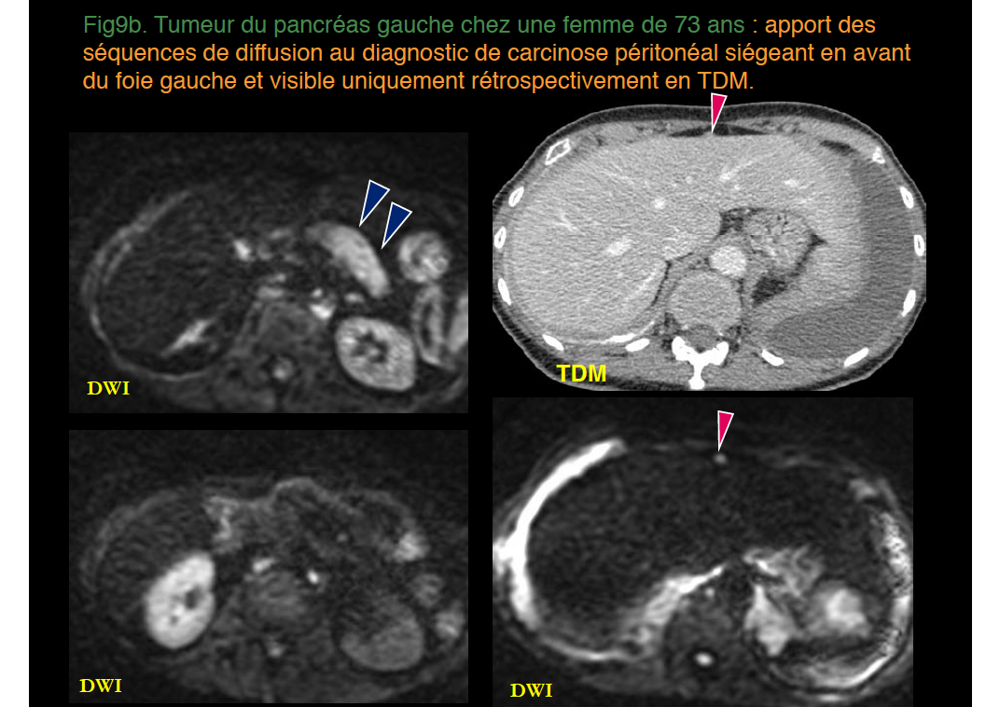 Fig9b. Tumeur du pancréas gauche chez une femme de 73 ans : apport des
séquences de diffusion au diagnostic de carcinose péritonéal siégeant en avant
du foie gauche et visible uniquement rétrospectivement en TDM.
DWI
TDM
DWI
DWI